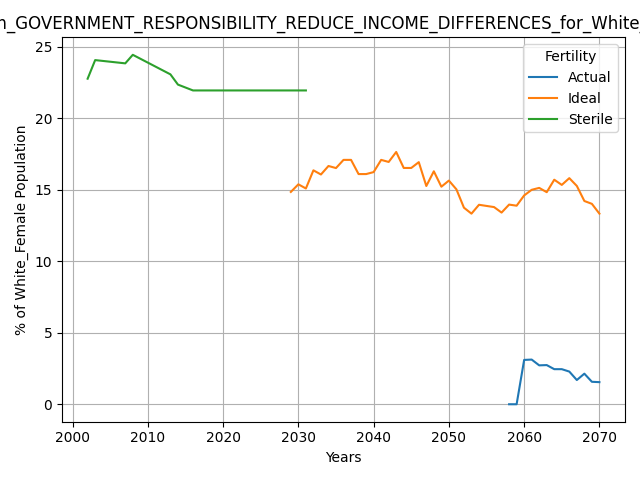 GOVERNMENT_RESPONSIBILITY_REDUCE_INCOME_DIFFERENCES_for_White_
25
20
15
10
5
0
% of White_Female Population
Fertility
Actual
Ideal
Sterile
2000 2010 2020 2030 2040 2050 2060 2070
Years